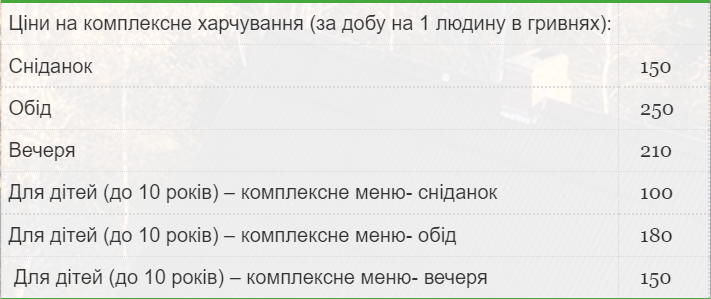 Ціни на комплексне харчування (за добу на 1 людину в гривнях):
Сніданок 150
Обід 250
Вечеря 210
Для дітей (до 10 років) – комплексне меню- сніданок 100
Для дітей (до 10 років) – комплексне меню- обід 180
Для дітей (до 10 років) – комплексне меню- вечеря 150